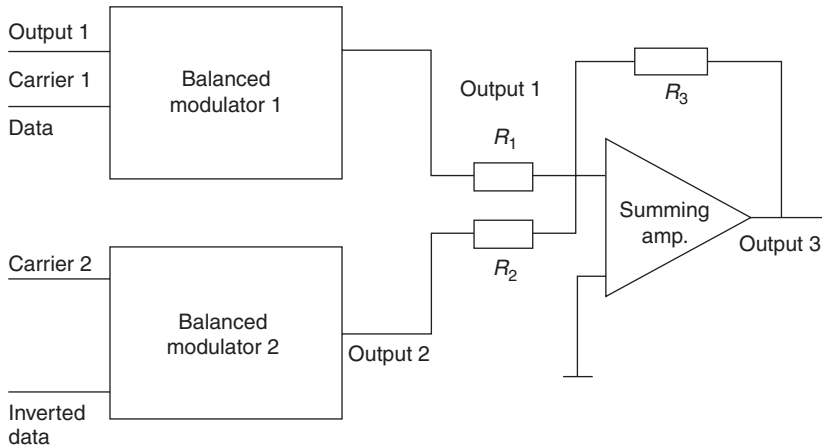 Output 1
Carrier 1
Data
Balanced
modulator 1
Output 1
R1
R3
Summing
amp.
Output 3
R2
Carrier 2
Balanced
modulator 2
Output 2
Inverted
data